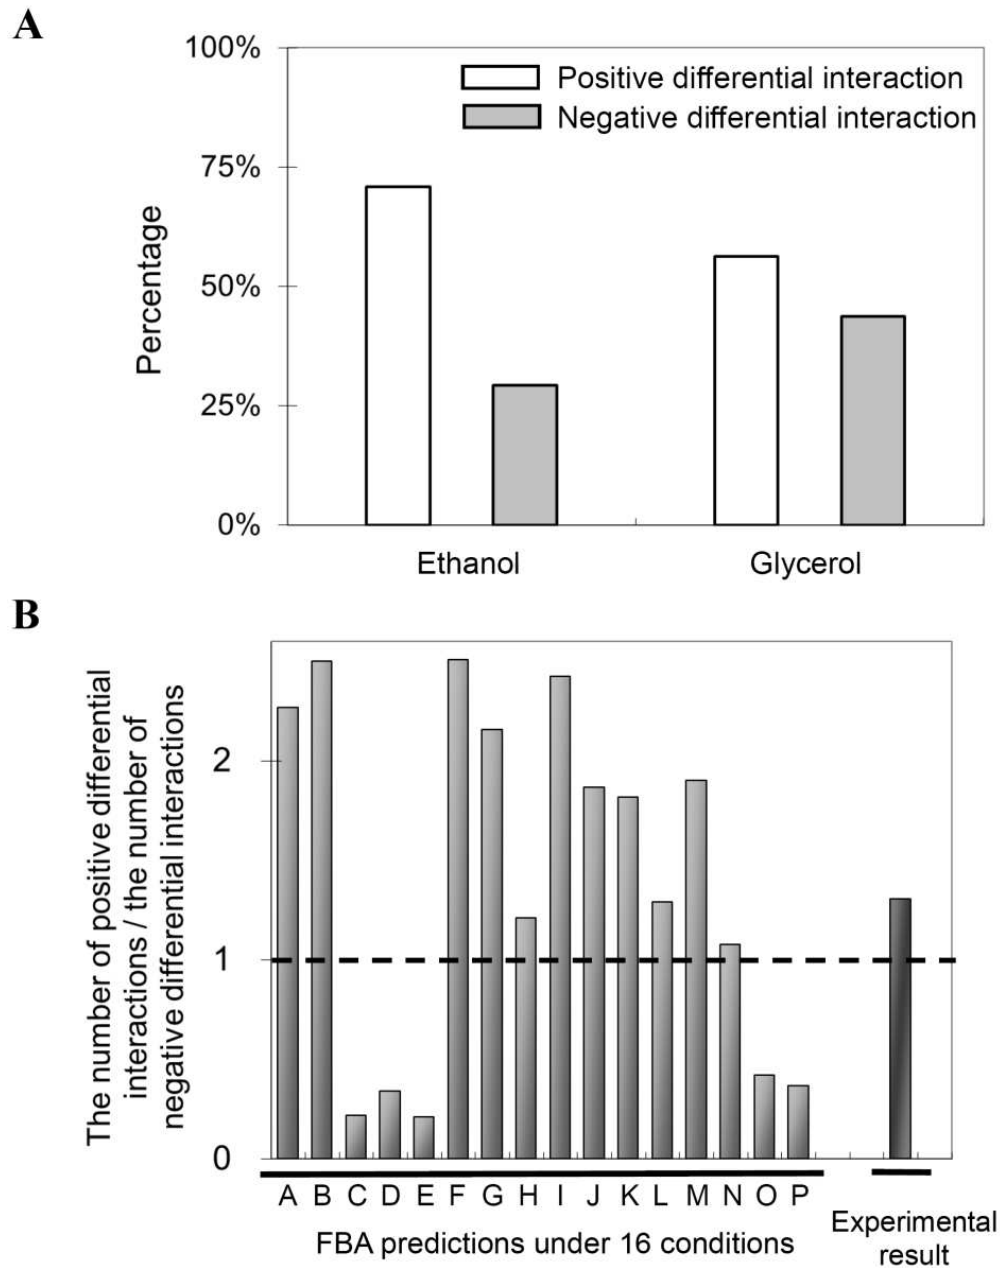 A
100%
75%
50%
25%
0%
Percentage
Positive differential interaction
Negative differential interaction
Ethanol
Glycerol
B
The number of positive differential
interactions / the number of
negative differential interactions
2
1
0
A B C D E F G H I J K L M N O P
FBA predictions under 16 conditions
Experimental
result